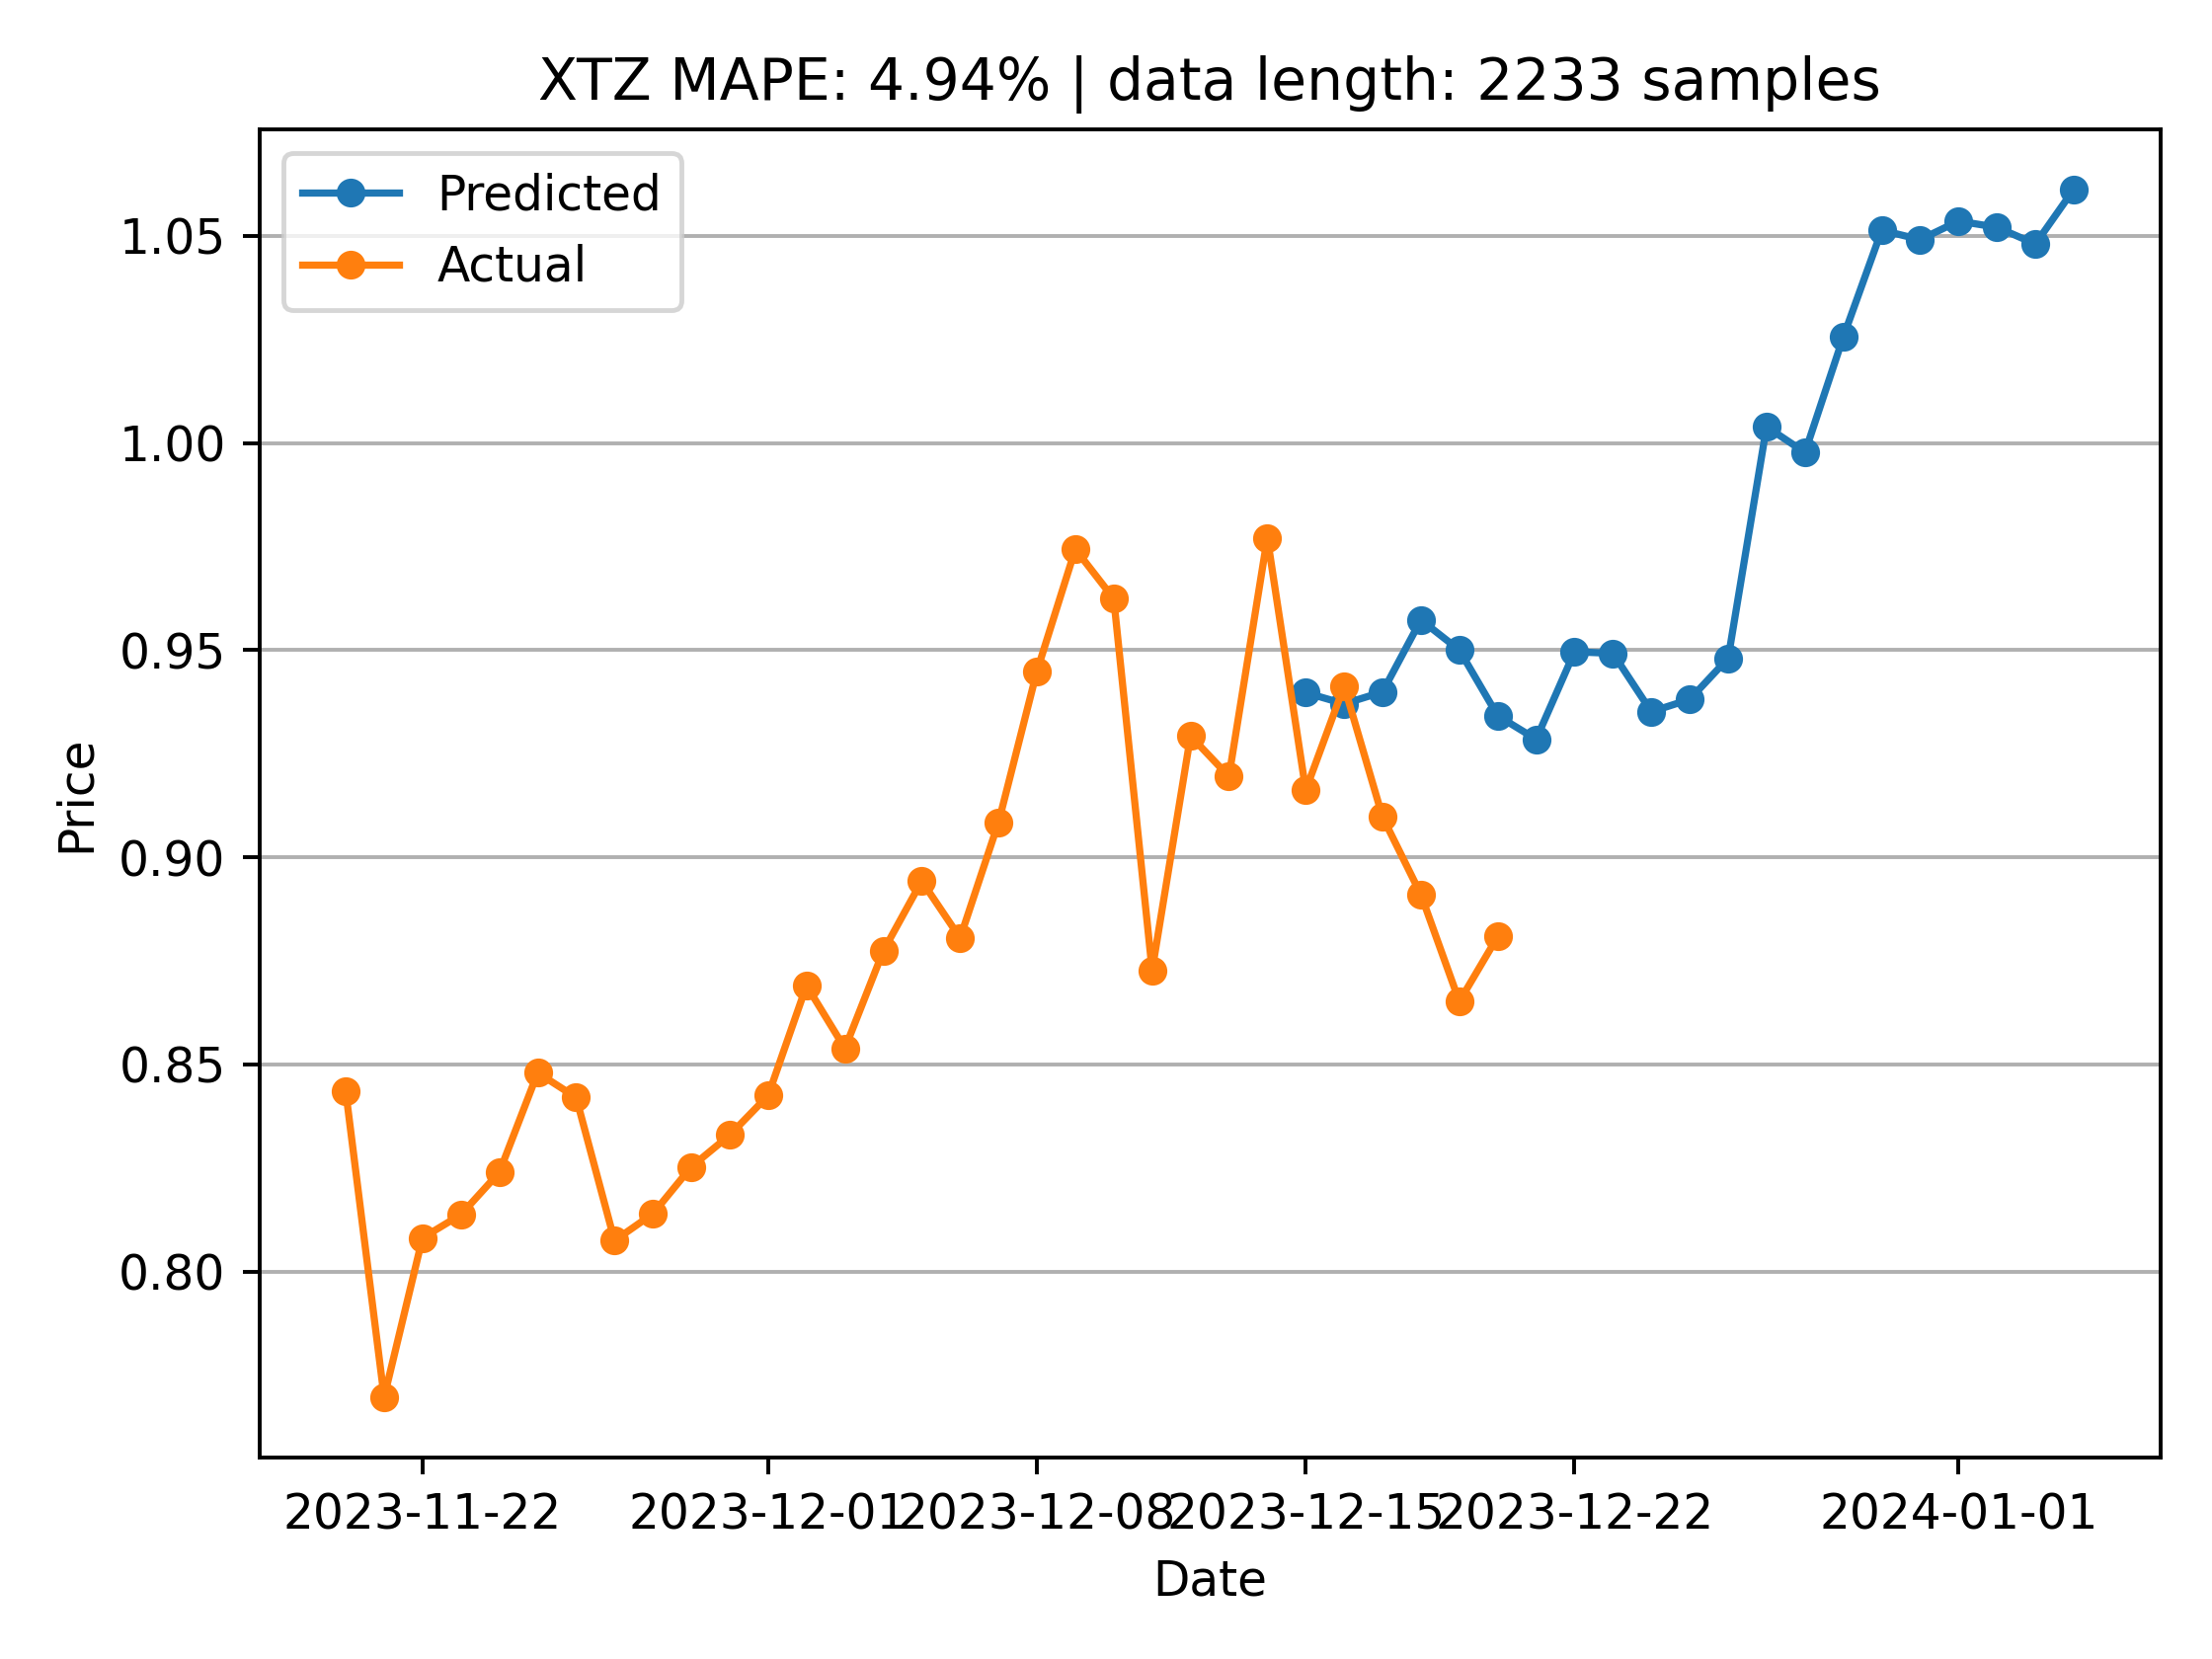 XTZ MAPE: 4.94% | data length: 2233 samples
Predicted
Actual
1.05
1.00
0.95
0.90
0.85
0.80
Price
2023-11-22 2023-12-01 2023-12-08 2023-12-15 2023-12-22 2024-01-01
Date